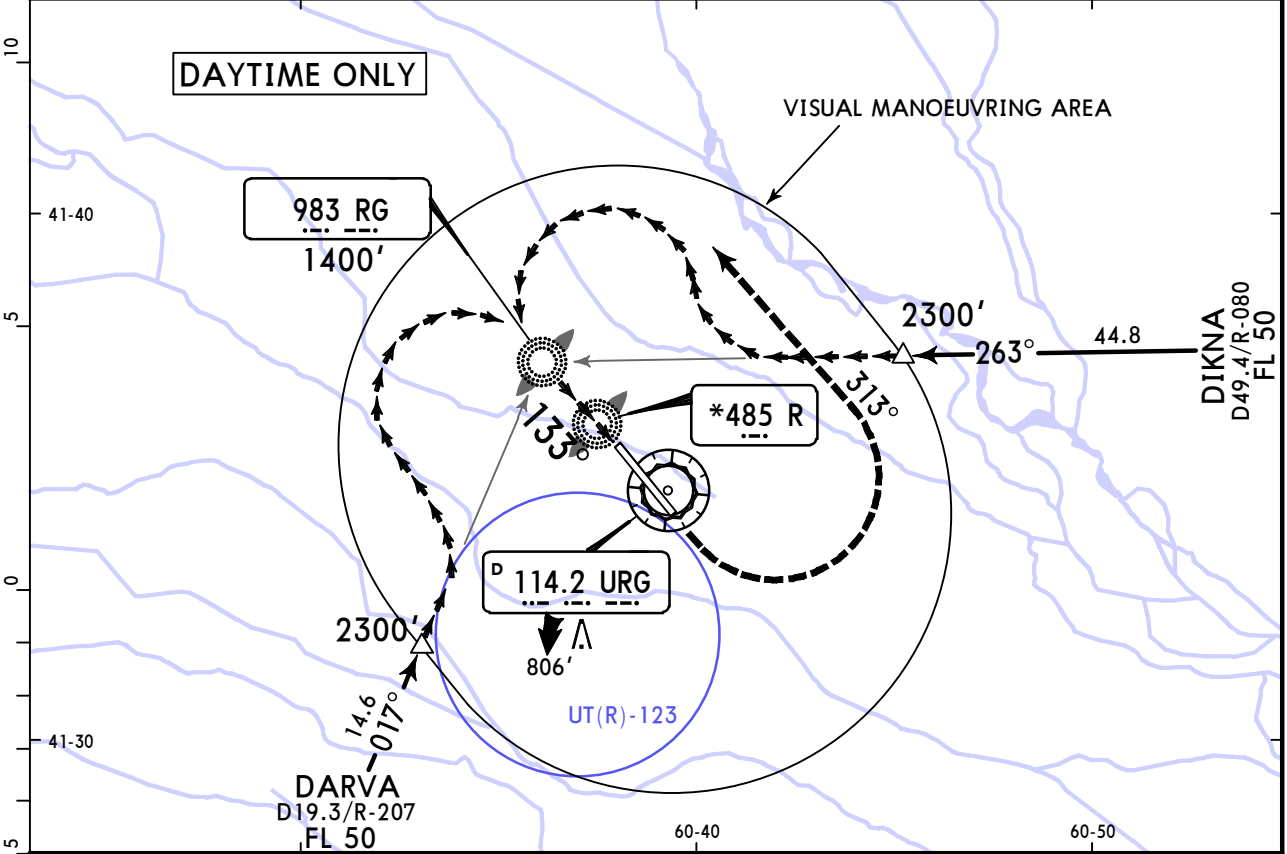 10
DAYTIME ONLY
VISUAL MANOEUVRING AREA
983 RG
1400'
41-40
5
2300'
263°
44.8
DIKNA
D49.4/R-080
FL 50
313°
*485 R
133°
D 114.2 URG
806'
0
2300'
UT(R)-123
14.6
017°
41-30
DARVA
D19.3/R-207
FL 50
5
60-40
60-50